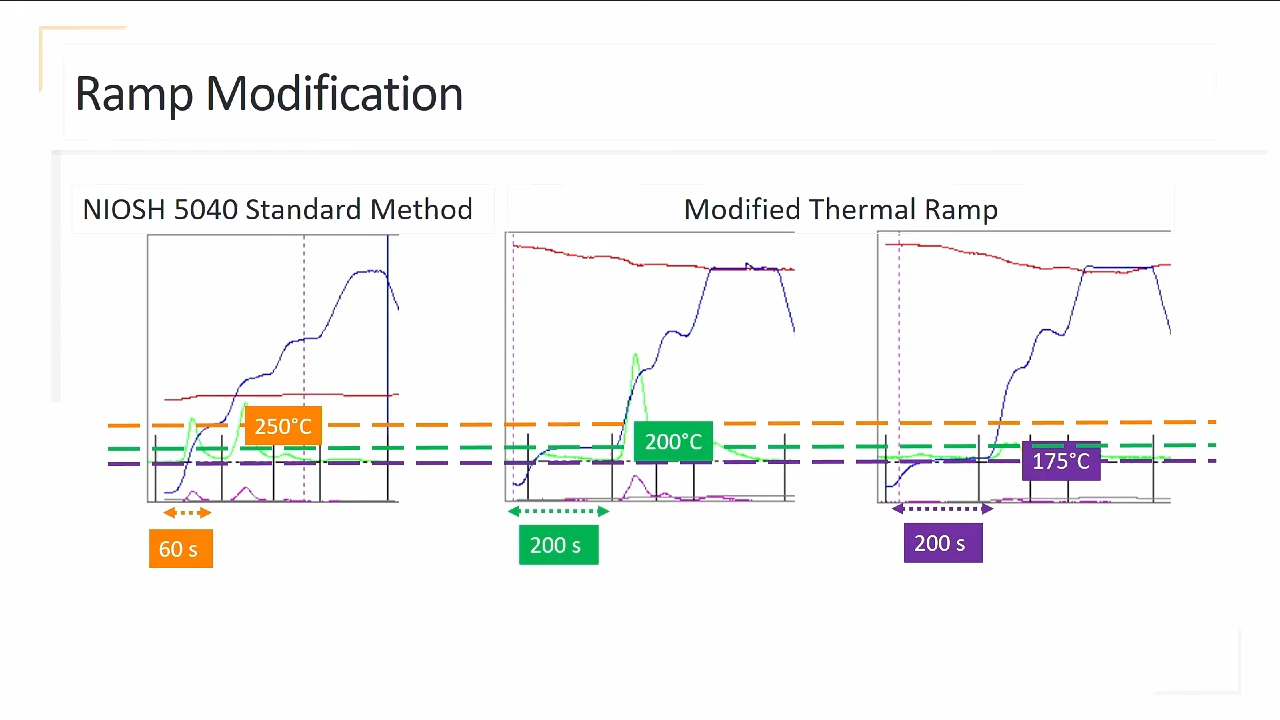 Ramp Modification
NIOSH 5040 Standard Method
Modified Thermal Ramp
250°C
200°C
175°C
60 s
200 s
200 s